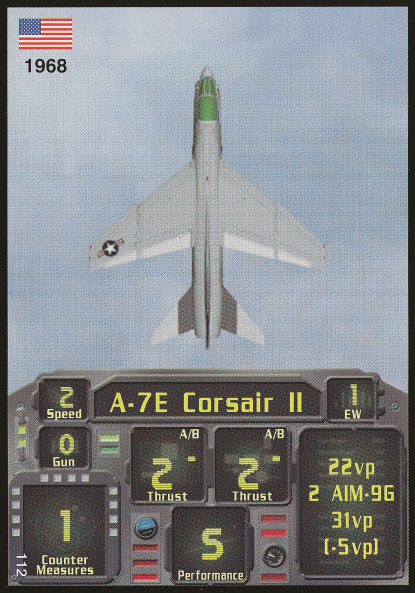 1968
2
Speed
A-7E Corsair II
1
EW
0
Gun
A/B
2 -
Thrust
A/B
2 -
Thrust
22vp
2 AIM-9G
31vp
(-5vp)
1
Counter
Measures
5
Performance
112